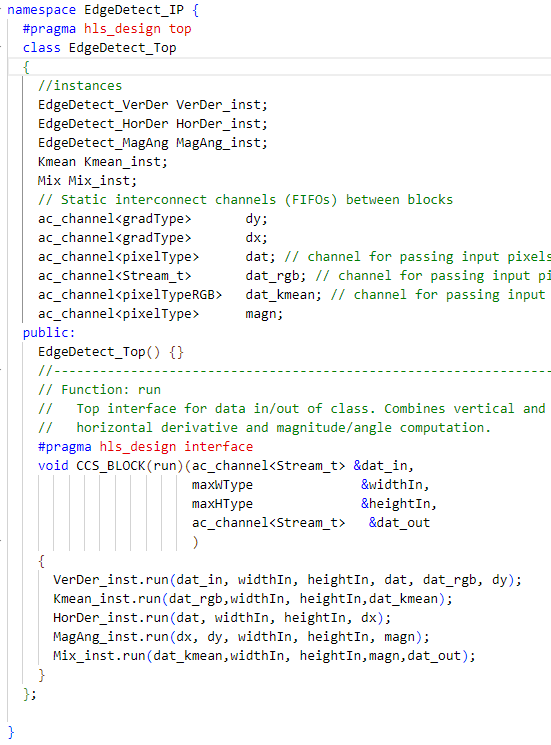 namespace EdgeDetect_IP {
  #pragma hls_design top
  class EdgeDetect_Top
  {
    //instances
    EdgeDetect_VerDer VerDer_inst;
    EdgeDetect_HorDer HorDer_inst;
    EdgeDetect_MagAng MagAng_inst;
    Kmean Kmean_inst;
    Mix Mix_inst;
    // Static interconnect channels (FIFOs) between blocks
    ac_channel<gradType>       dy;
    ac_channel<gradType>       dx;
    ac_channel<pixelType>      dat; // channel for passing input pixels
    ac_channel<Stream_t>       dat_rgb; // channel for passing input pi
    ac_channel<pixelTypeRGB>   dat_kmean; // channel for passing input
    ac_channel<pixelType>      magn;
  public:
    EdgeDetect_Top() {}
    //------------------------------------------------------------------
    // Function: run
    //   Top interface for data in/out of class. Combines vertical and
    //   horizontal derivative and magnitude/angle computation.
    #pragma hls_design interface
    void CCS_BLOCK(run)(ac_channel<Stream_t> &dat_in,
                        maxWType              &widthIn,
                        maxHType              &heightIn,
                        ac_channel<Stream_t>   &dat_out
                        )
    {
      VerDer_inst.run(dat_in, widthIn, heightIn, dat, dat_rgb, dy);
      Kmean_inst.run(dat_rgb,widthIn, heightIn,dat_kmean);
      HorDer_inst.run(dat, widthIn, heightIn, dx);
      MagAng_inst.run(dx, dy, widthIn, heightIn, magn);
      Mix_inst.run(dat_kmean,widthIn, heightIn,magn,dat_out);
    }
  };

}